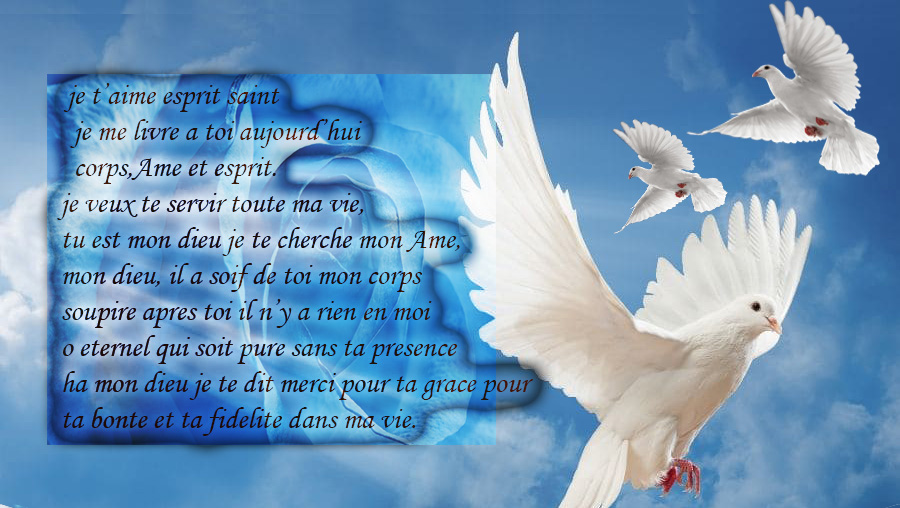 je t'aime esprit saint
je me livre a toi aujourd'hui
corps,Ame et esprit.
je veux te servir toute ma vie,
tu est mon dieu je te cherche mon Ame,
mon dieu, il a soif de toi mon corps
soupire apres toi il n'y a rien en moi
o eternel qui soit pure sans ta presence
ha mon dieu je te dit merci pour ta grace pour
ta bonte et ta fidelite dans ma vie.